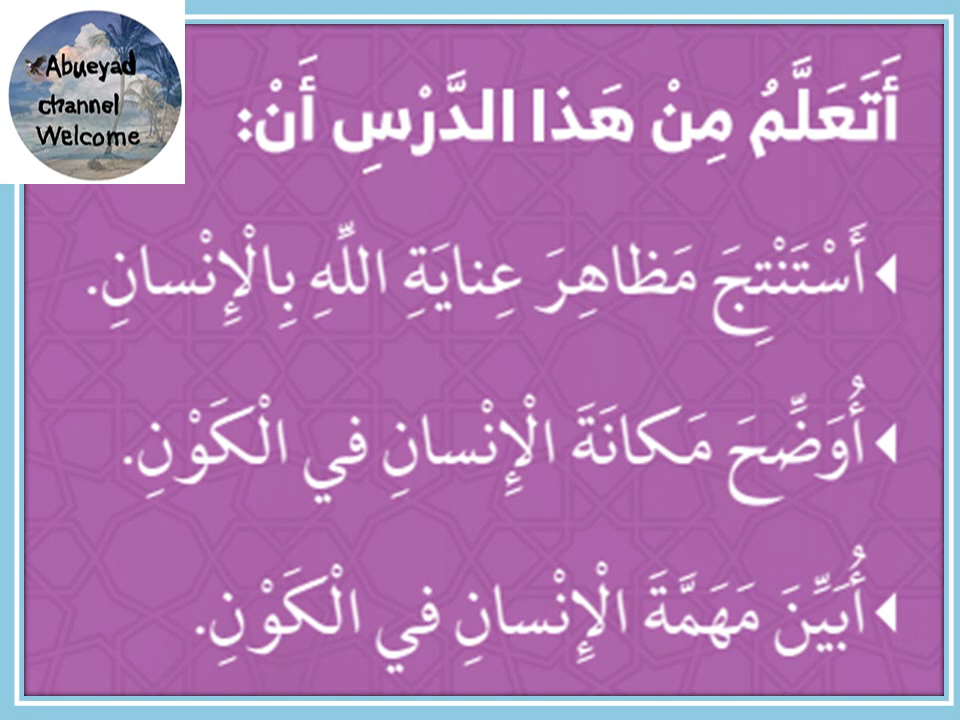 Abueyad
channel
Welcome
أَتَعَلَّمُ مِنْ هَذا الدَّرْسِ أَنْ:
أَسْتَنْتِجَ مَظاهِرَ عِنايَةِ اللَّهِ بِالْإِنْسانِ.
أُوَضِّحَ مَكانَةَ الْإِنْسانِ في الْكَوْنِ.
أُبَيِّنَ مَهَمَّةَ الْإِنْسانِ في الْكَوْنِ.